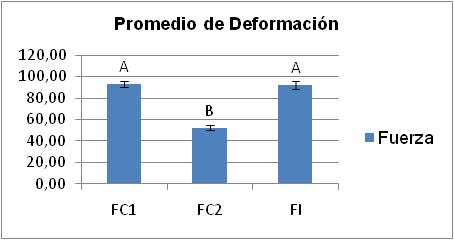 Promedio de Deformación
120,00
100,00
80,00
60,00
40,00
20,00
0,00
A
B
A
FC1
FC2
FI
Fuerza